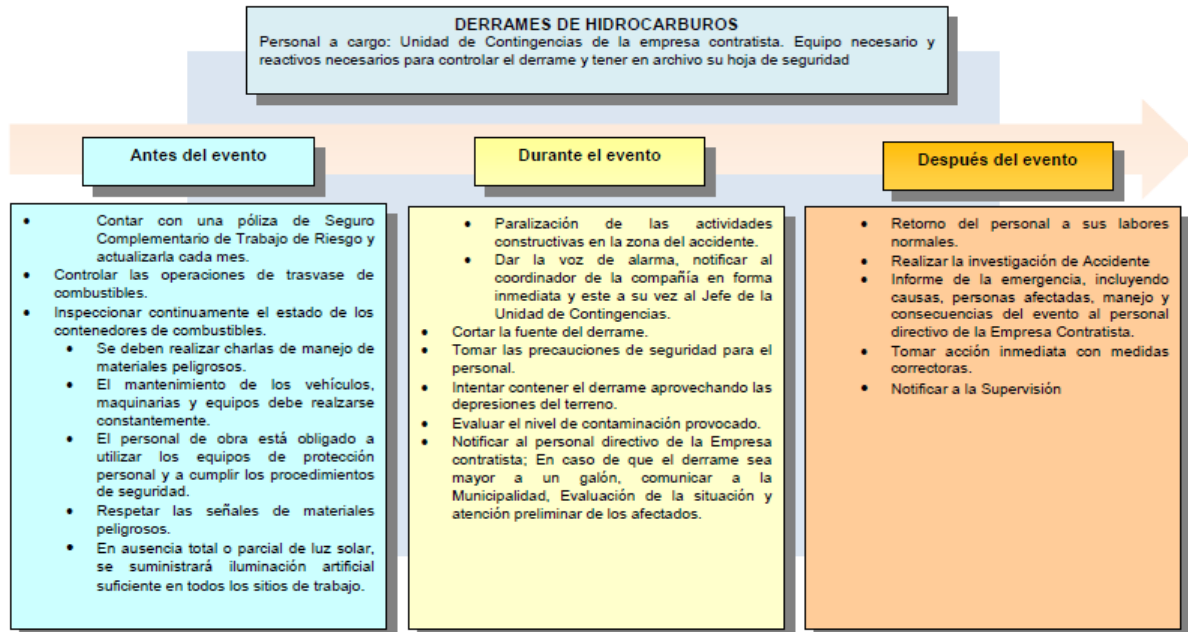 DERRAMES DE HIDROCARBUROS
Personal a cargo: Unidad de Contingencias de la empresa contratista. Equipo necesario y
reactivos necesarios para controlar el derrame y tener en archivo su hoja de seguridad
Antes del evento
• Contar con una póliza de Seguro
Complementario de Trabajo de Riesgo y
actualizarla cada mes.
• Controlar las operaciones de trasvase de
combustibles.
• Inspeccionar continuamente el estado de los
contenedores de combustibles.
• Se deben realizar charlas de manejo de
materiales peligrosos.
• El mantenimiento de los vehículos,
maquinarias y equipos debe realzarse
constantemente.
• El personal de obra está obligado a
utilizar los equipos de protección
personal y a cumplir los procedimientos
de seguridad.
• Respetar las señales de materiales
peligrosos.
• En ausencia total o parcial de luz solar,
se suministrará iluminación artificial
suficiente en todos los sitios de trabajo.
Durante el evento
• Paralización de las actividades
constructivas en la zona del accidente.
• Dar la voz de alarma, notificar al
coordinador de la compañía en forma
inmediata y este a su vez al Jefe de la
Unidad de Contingencias.
• Cortar la fuente del derrame.
• Tomar las precauciones de seguridad para el
personal.
• Intentar contener el derrame aprovechando las
depresiones del terreno.
• Evaluar el nivel de contaminación provocado.
• Notificar al personal directivo de la Empresa
contratista; En caso de que el derrame sea
mayor a un galón, comunicar a la
Municipalidad, Evaluación de la situación y
atención preliminar de los afectados.
Después del evento
• Retorno del personal a sus labores
normales.
• Realizar la investigación de Accidente
• Informe de la emergencia, incluyendo
causas, personas afectadas, manejo y
consecuencias del evento al personal
directivo de la Empresa Contratista.
• Tomar acción inmediata con medidas
correctoras.
• Notificar a la Supervisión